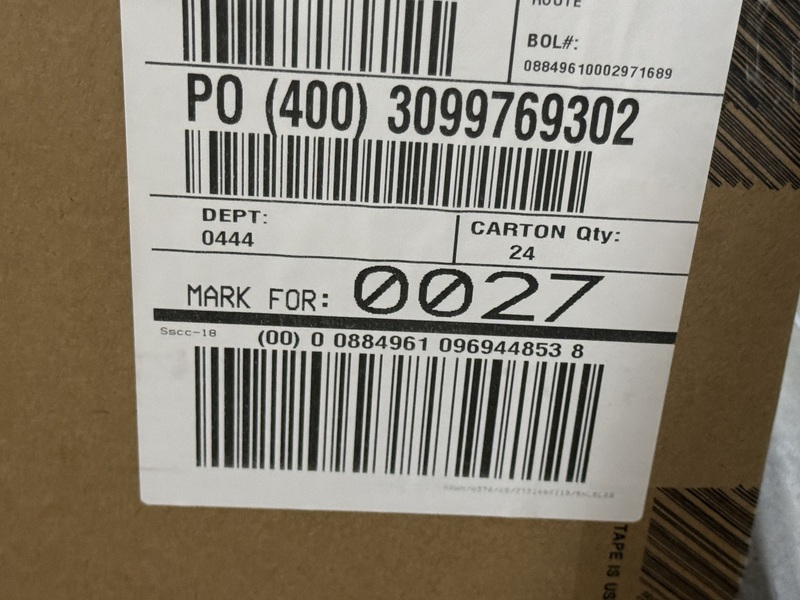 ROUTE
BOL#:
08849610002971689
PO (400) 3099769302
DEPT:
0444
CARTON Qty:
24
MARK FOR: 0027
Sscc-18
(00) 0 0884961 096944853 8
TAPE IS US